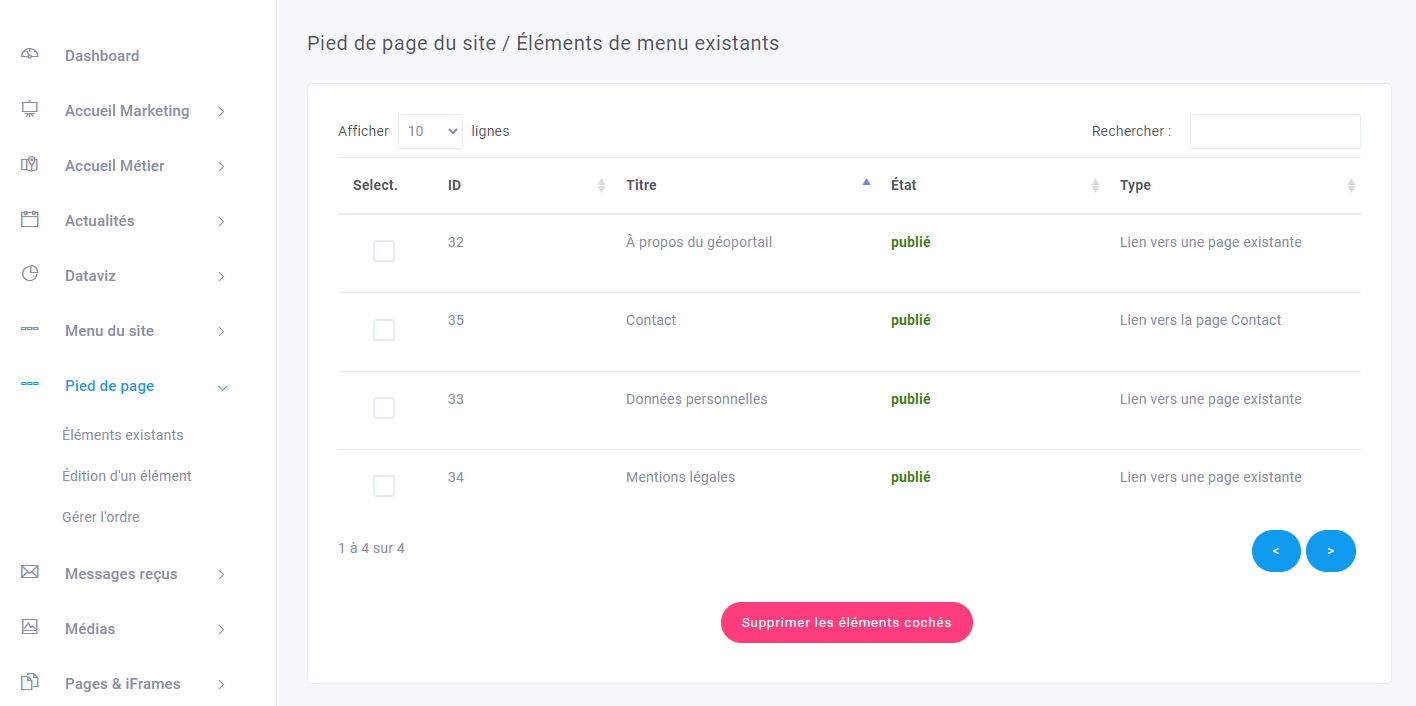 Dashboard
Accueil Marketing
Accueil Métier
Actualités
Dataviz
Menu du site
Pied de page
Éléments existants
Édition d'un élément
Gérer l'ordre
Messages reçus
Médias
Pages & iFrames
Pied de page du site / Éléments de menu existants
Afficher 10 lignes Rechercher :
Select. ID Titre État Type
32 À propos du géoportail publié Lien vers une page existante
35 Contact publié Lien vers la page Contact
33 Données personnelles publié Lien vers une page existante
34 Mentions légales publié Lien vers une page existante
1 à 4 sur 4 < >
Supprimer les éléments cochés